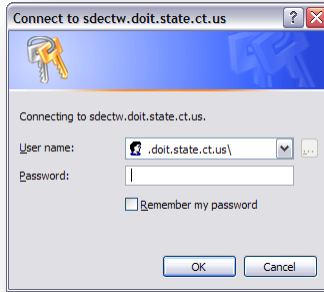 Connect to sdectw.doit.state.ct.us
Connecting to sdectw.doit.state.ct.us.
User name: .doit.state.ct.us\
Password:
Remember my password
OK Cancel